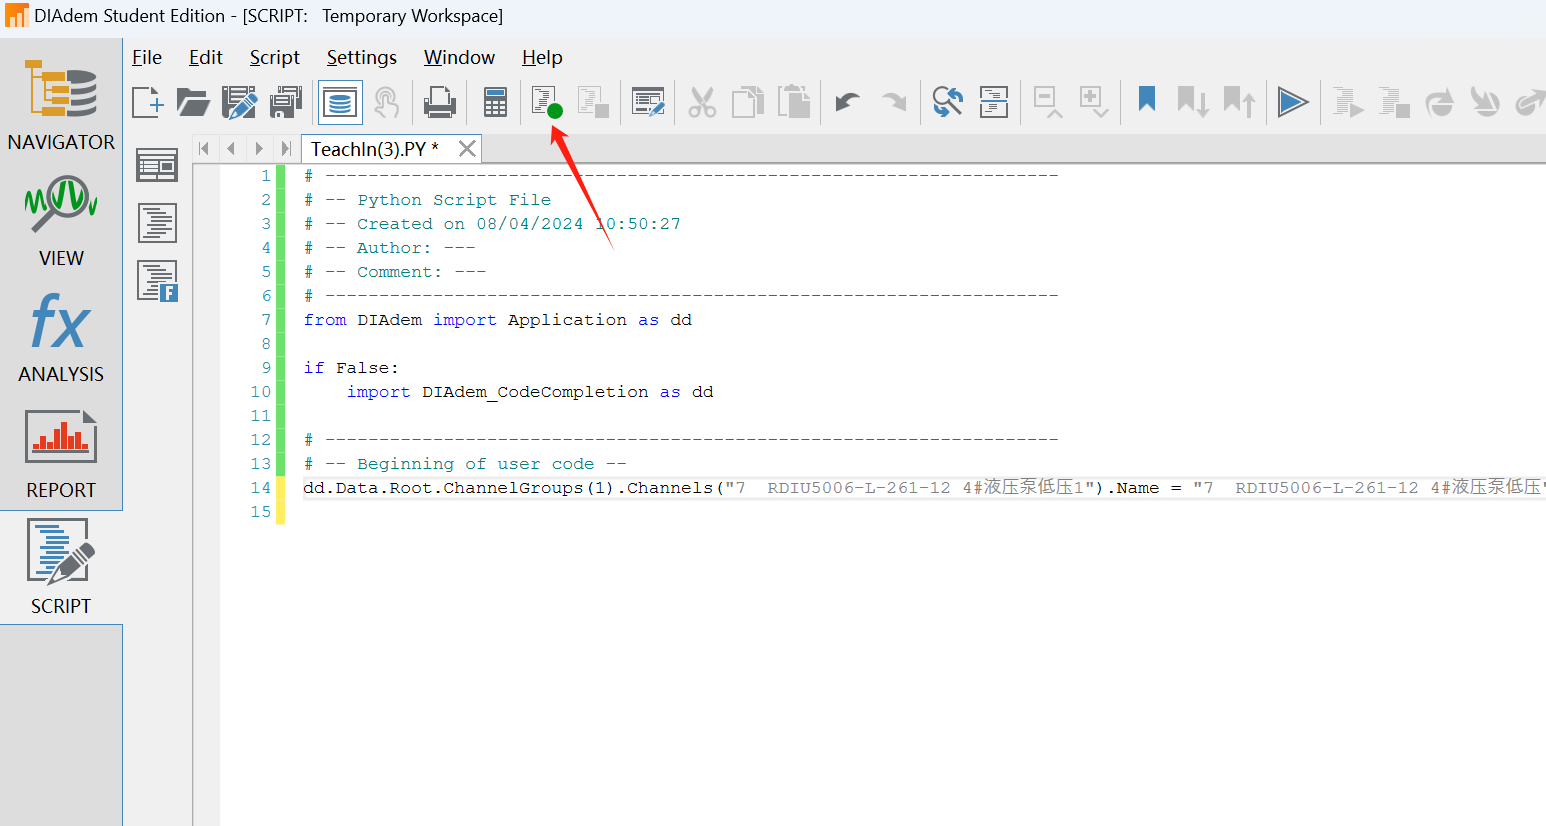 DIAdem Student Edition - [SCRIPT:   Temporary Workspace]
File Edit Script Settings Window Help
NAVIGATOR
VIEW
fx
ANALYSIS
REPORT
SCRIPT
F
TeachIn(3).PY *
1 # --------------------------------------------------------------------
2 # -- Python Script File
3 # -- Created on 08/04/2024 10:50:27
4 # -- Author: ---
5 # -- Comment: ---
6 # --------------------------------------------------------------------
7 from DIAdem import Application as dd
8
9 if False:
10     import DIAdem_CodeCompletion as dd
11
12 # --------------------------------------------------------------------
13 # -- Beginning of user code --
14 dd.Data.Root.ChannelGroups(1).Channels("7  RDIU5006-L-261-12 4#液压泵低压1").Name = "7  RDIU5006-L-261-12 4#液压泵低压"
15